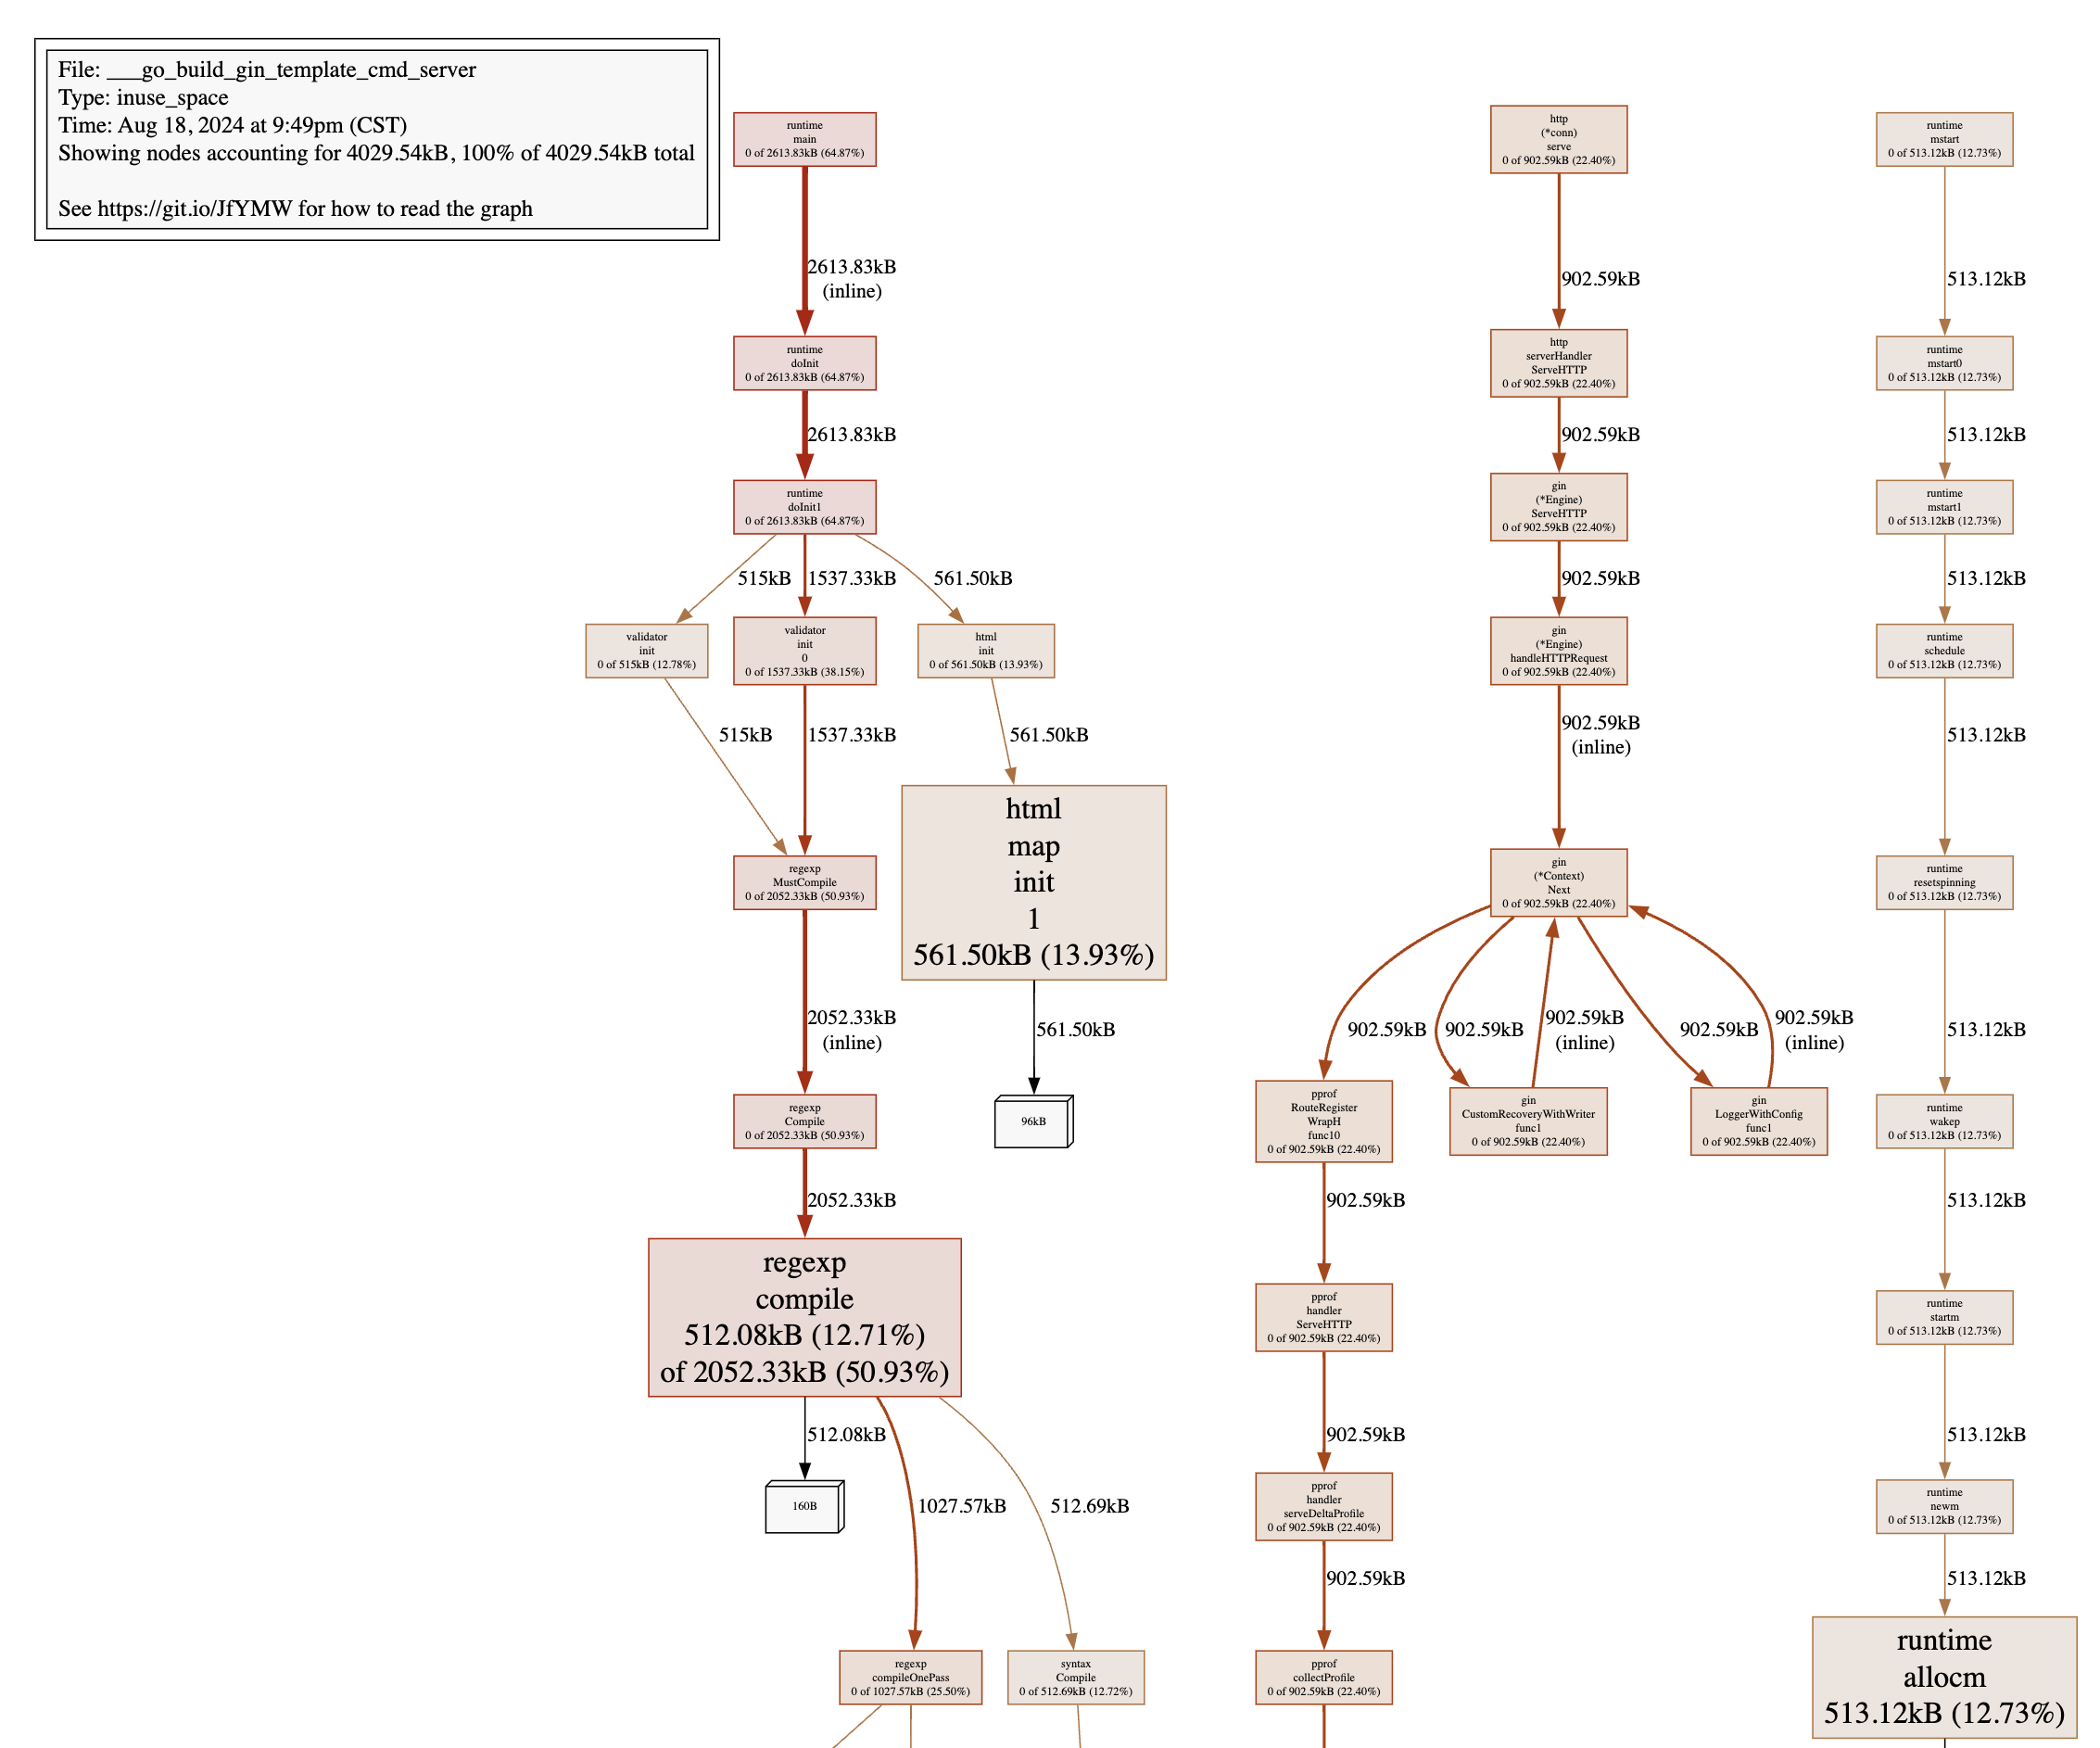 File: ___go_build_gin_template_cmd_server
Type: inuse_space
Time: Aug 18, 2024 at 9:49pm (CST)
Showing nodes accounting for 4029.54kB, 100% of 4029.54kB total
See https://git.io/JfYMW for how to read the graph
runtime
main
0 of 2613.83kB (64.87%)
2613.83kB
(inline)
runtime
doInit
0 of 2613.83kB (64.87%)
2613.83kB
runtime
doInit1
0 of 2613.83kB (64.87%)
515kB
1537.33kB
561.50kB
validator
init
0 of 515kB (12.78%)
validator
init
0
0 of 1537.33kB (38.15%)
html
init
0 of 561.50kB (13.93%)
515kB
1537.33kB
561.50kB
regexp
MustCompile
0 of 2052.33kB (50.93%)
html
map
init
1
561.50kB (13.93%)
2052.33kB
(inline)
561.50kB
regexp
Compile
0 of 2052.33kB (50.93%)
96kB
2052.33kB
regexp
compile
512.08kB (12.71%)
of 2052.33kB (50.93%)
512.08kB
1027.57kB
512.69kB
160B
regexp
compileOnePass
0 of 1027.57kB (25.50%)
syntax
Compile
0 of 512.69kB (12.72%)
http
(*conn)
serve
0 of 902.59kB (22.40%)
902.59kB
http
serverHandler
ServeHTTP
0 of 902.59kB (22.40%)
902.59kB
gin
(*Engine)
ServeHTTP
0 of 902.59kB (22.40%)
902.59kB
gin
(*Engine)
handleHTTPRequest
0 of 902.59kB (22.40%)
902.59kB
(inline)
gin
(*Context)
Next
0 of 902.59kB (22.40%)
902.59kB
902.59kB
902.59kB
(inline)
902.59kB
902.59kB
(inline)
pprof
RouteRegister
WrapH
func10
0 of 902.59kB (22.40%)
gin
CustomRecoveryWithWriter
func1
0 of 902.59kB (22.40%)
gin
LoggerWithConfig
func1
0 of 902.59kB (22.40%)
902.59kB
pprof
handler
ServeHTTP
0 of 902.59kB (22.40%)
902.59kB
pprof
handler
serveDeltaProfile
0 of 902.59kB (22.40%)
902.59kB
pprof
collectProfile
0 of 902.59kB (22.40%)
runtime
mstart
0 of 513.12kB (12.73%)
513.12kB
runtime
mstart0
0 of 513.12kB (12.73%)
513.12kB
runtime
mstart1
0 of 513.12kB (12.73%)
513.12kB
runtime
schedule
0 of 513.12kB (12.73%)
513.12kB
runtime
resetspinning
0 of 513.12kB (12.73%)
513.12kB
runtime
wakep
0 of 513.12kB (12.73%)
513.12kB
runtime
startm
0 of 513.12kB (12.73%)
513.12kB
runtime
newm
0 of 513.12kB (12.73%)
513.12kB
runtime
allocm
513.12kB (12.73%)